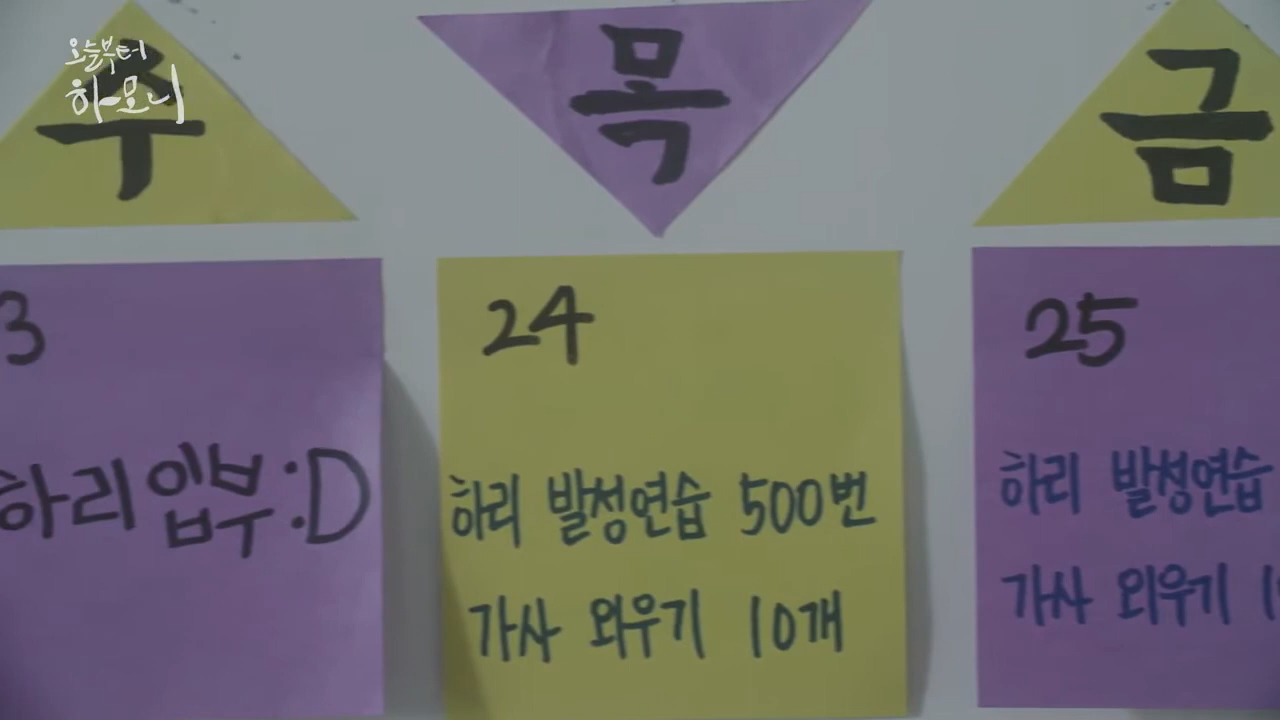 오늘부터
하모니
수
목
금
3
24
25
하리 입부 :D
하리 발성연습 500번
가사 외우기 10개
하리 발성연습
가사 외우기 1